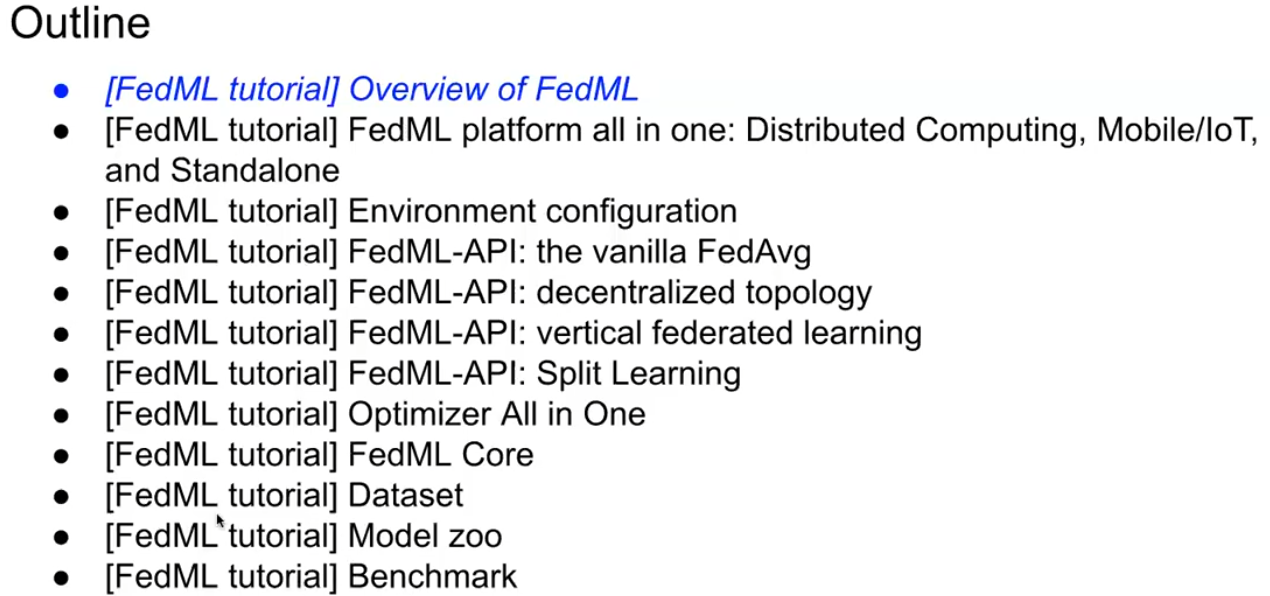 Outline
● [FedML tutorial] Overview of FedML
● [FedML tutorial] FedML platform all in one: Distributed Computing, Mobile/IoT,
and Standalone
● [FedML tutorial] Environment configuration
● [FedML tutorial] FedML-API: the vanilla FedAvg
● [FedML tutorial] FedML-API: decentralized topology
● [FedML tutorial] FedML-API: vertical federated learning
● [FedML tutorial] FedML-API: Split Learning
● [FedML tutorial] Optimizer All in One
● [FedML tutorial] FedML Core
● [FedML tutorial] Dataset
● [FedML tutorial] Model zoo
● [FedML tutorial] Benchmark